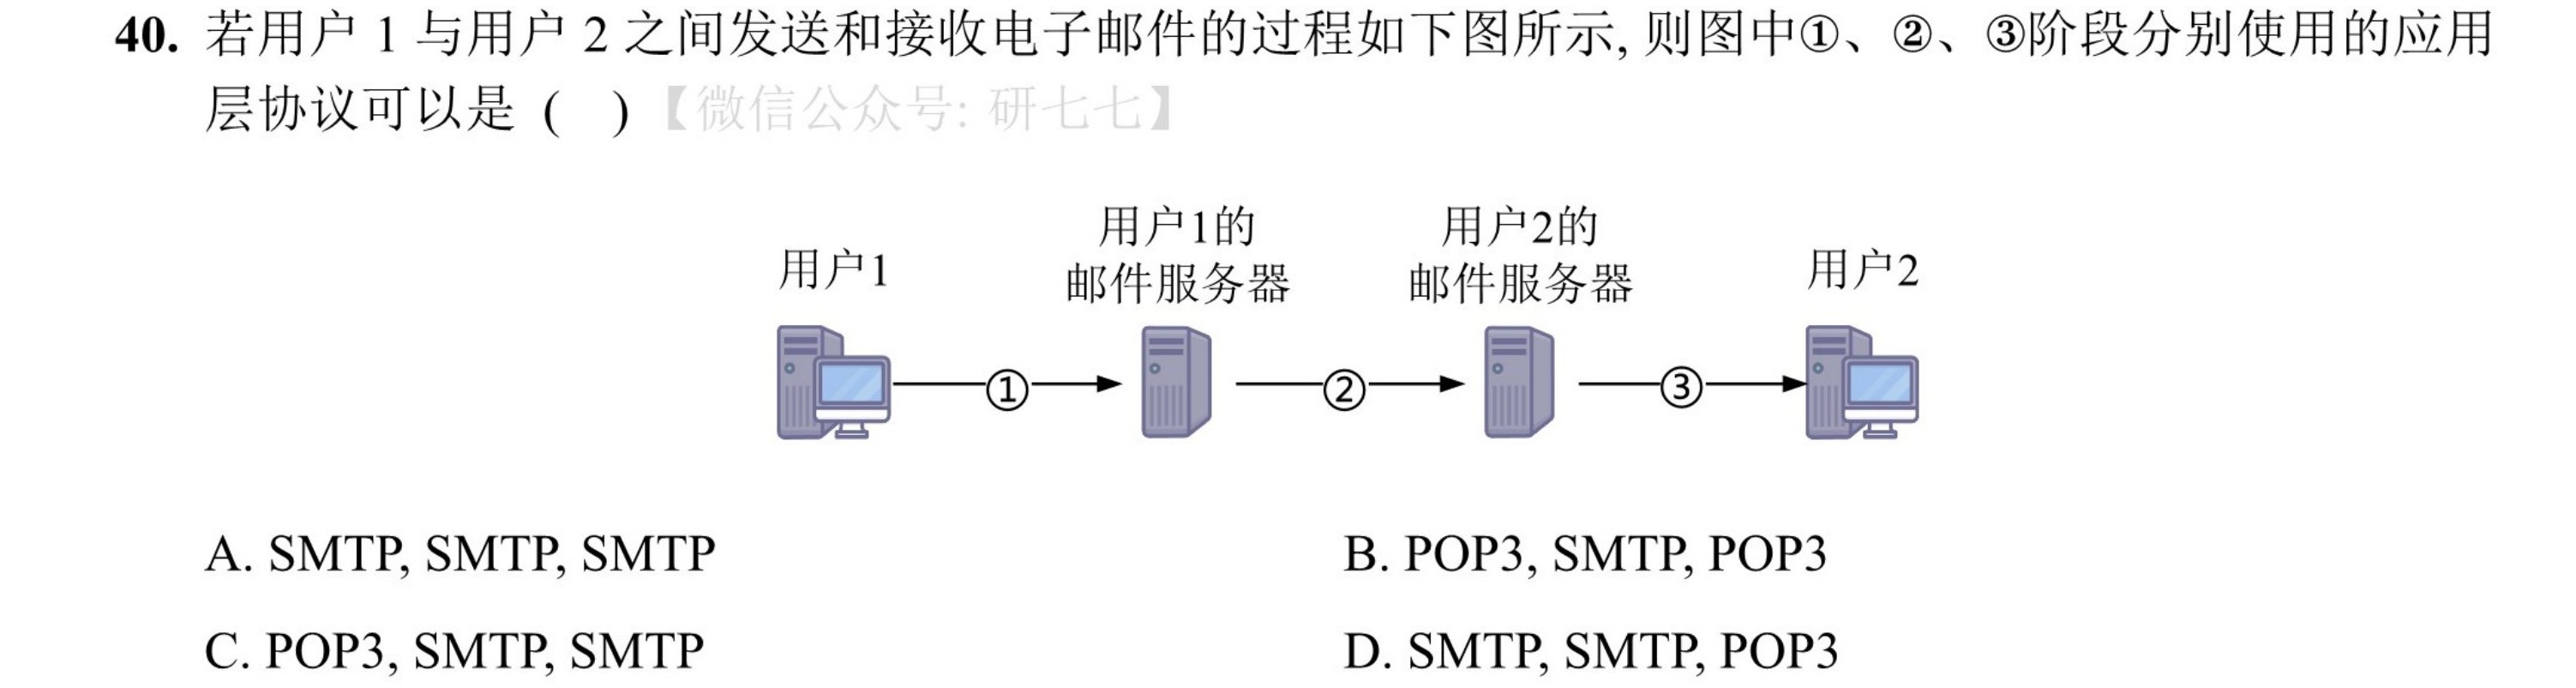 40. 若用户 1 与用户 2 之间发送和接收电子邮件的过程如下图所示, 则图中①、②、③阶段分别使用的应用
层协议可以是 ( ) 【微信公众号: 研七七】
用户1
用户1的
邮件服务器
用户2的
邮件服务器
用户2
① ② ③
A. SMTP, SMTP, SMTP B. POP3, SMTP, POP3
C. POP3, SMTP, SMTP D. SMTP, SMTP, POP3